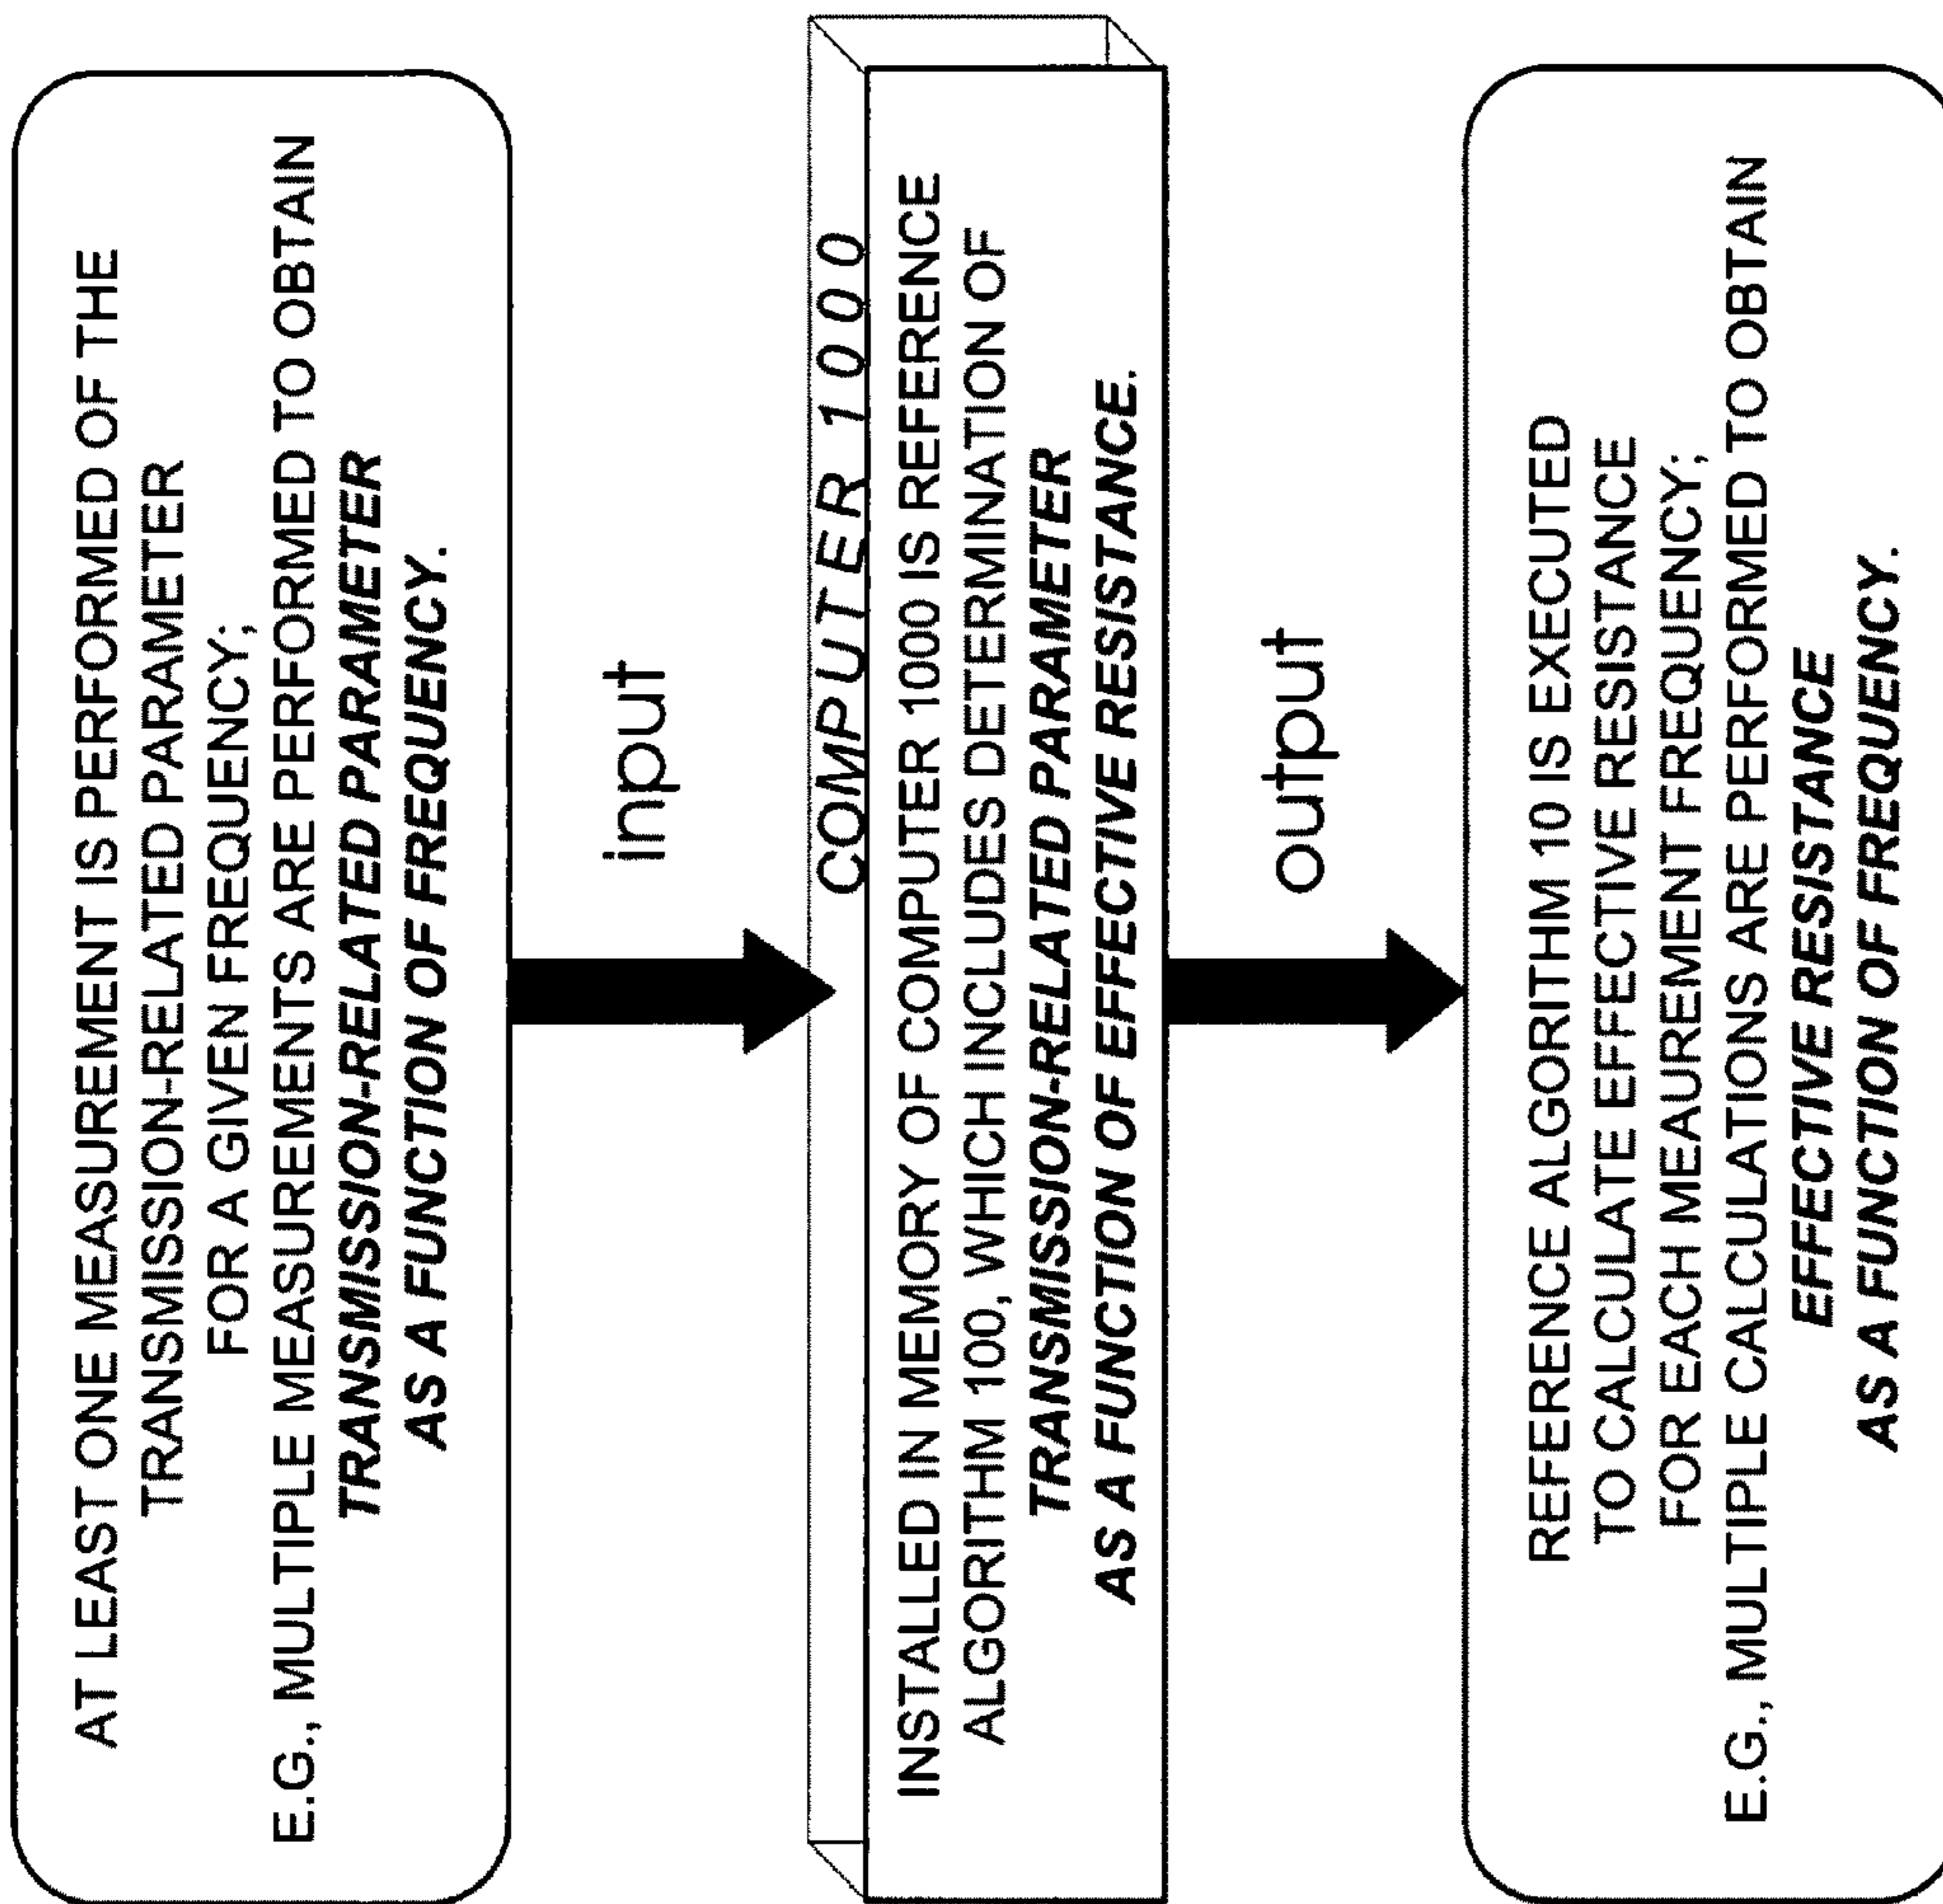 AT LEAST ONE MEASUREMENT IS PERFORMED OF THE
TRANSMISSION-RELATED PARAMETER
FOR A GIVEN FREQUENCY;
E.G., MULTIPLE MEASUREMENTS ARE PERFORMED TO OBTAIN
TRANSMISSION-RELATED PARAMETER
AS A FUNCTION OF FREQUENCY.
input
COMPUTER 1000
INSTALLED IN MEMORY OF COMPUTER 1000 IS REFERENCE
ALGORITHM 100, WHICH INCLUDES DETERMINATION OF
TRANSMISSION-RELATED PARAMETER
AS A FUNCTION OF EFFECTIVE RESISTANCE.
output
REFERENCE ALGORITHM 10 IS EXECUTED
TO CALCULATE EFFECTIVE RESISTANCE
FOR EACH MEAUREMENT FREQUENCY;
E.G., MULTIPLE CALCULATIONS ARE PERFORMED TO OBTAIN
EFFECTIVE RESISTANCE
AS A FUNCTION OF FREQUENCY.